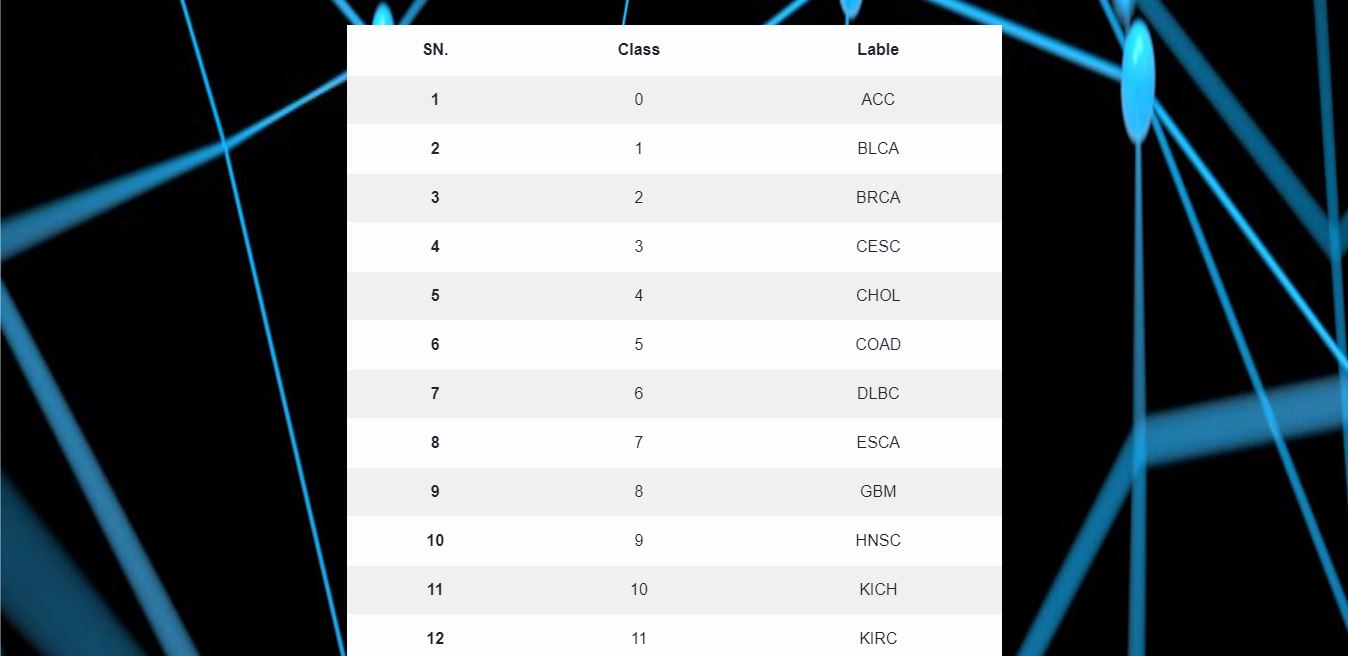 SN. Class Lable
1 0 ACC
2 1 BLCA
3 2 BRCA
4 3 CESC
5 4 CHOL
6 5 COAD
7 6 DLBC
8 7 ESCA
9 8 GBM
10 9 HNSC
11 10 KICH
12 11 KIRC